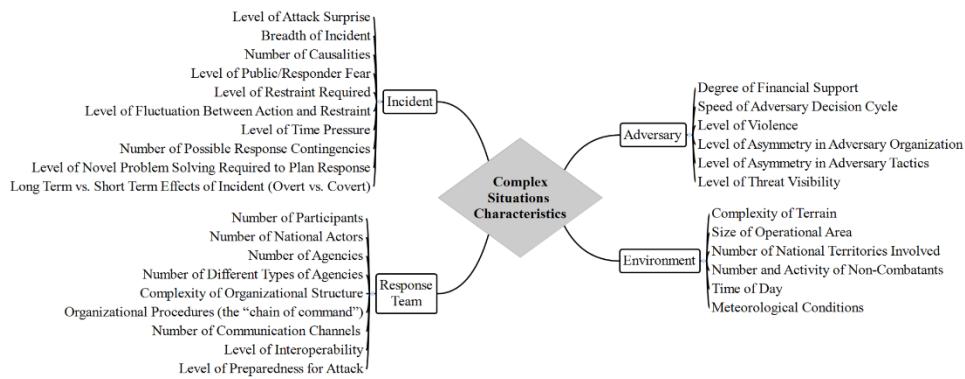 Level of Attack Surprise
Breadth of Incident
Number of Causalities
Level of Public/Responder Fear
Level of Restraint Required
Level of Fluctuation Between Action and Restraint
Level of Time Pressure
Number of Possible Response Contingencies
Level of Novel Problem Solving Required to Plan Response
Long Term vs. Short Term Effects of Incident (Overt vs. Covert)
Incident
Number of Participants
Number of National Actors
Number of Agencies
Number of Different Types of Agencies
Complexity of Organizational Structure
Organizational Procedures (the “chain of command”)
Number of Communication Channels
Level of Interoperability
Level of Preparedness for Attack
Response
Team
Complex
Situations
Characteristics
Adversary
Degree of Financial Support
Speed of Adversary Decision Cycle
Level of Violence
Level of Asymmetry in Adversary Organization
Level of Asymmetry in Adversary Tactics
Level of Threat Visibility
Environment
Complexity of Terrain
Size of Operational Area
Number of National Territories Involved
Number and Activity of Non-Combatants
Time of Day
Meteorological Conditions